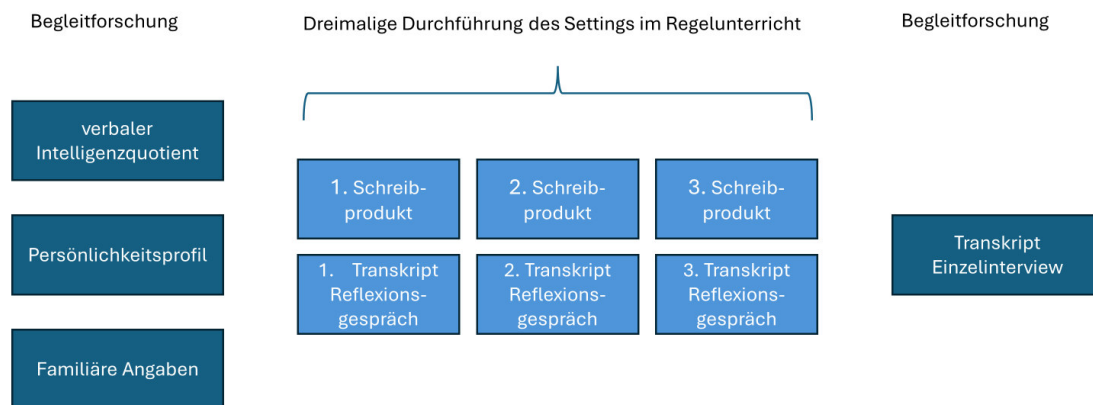 Begleitforschung
Dreimalige Durchführung des Settings im Regelunterricht
Begleitforschung
verbaler
Intelligenzquotient
Persönlichkeitsprofil
Familiäre Angaben
1. Schreib-
produkt
2. Schreib-
produkt
3. Schreib-
produkt
1. Transkript
Reflexions-
gespräch
2. Transkript
Reflexions-
gespräch
3. Transkript
Reflexions-
gespräch
Transkript
Einzelinterview